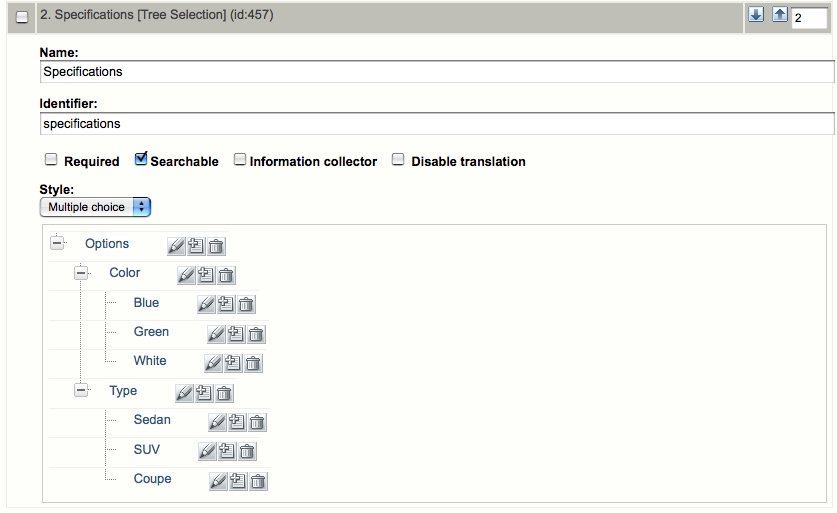 2. Specifications [Tree Selection] (id:457) 2
Name:
Specifications
Identifier:
specifications
Required Searchable Information collector Disable translation
Style:
Multiple choice
Options
Color
Blue
Green
White
Type
Sedan
SUV
Coupe